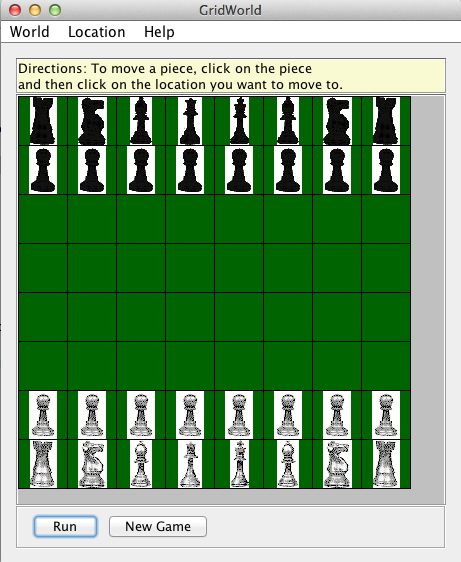 GridWorld
World Location Help
Directions: To move a piece, click on the piece
and then click on the location you want to move to.
Run New Game